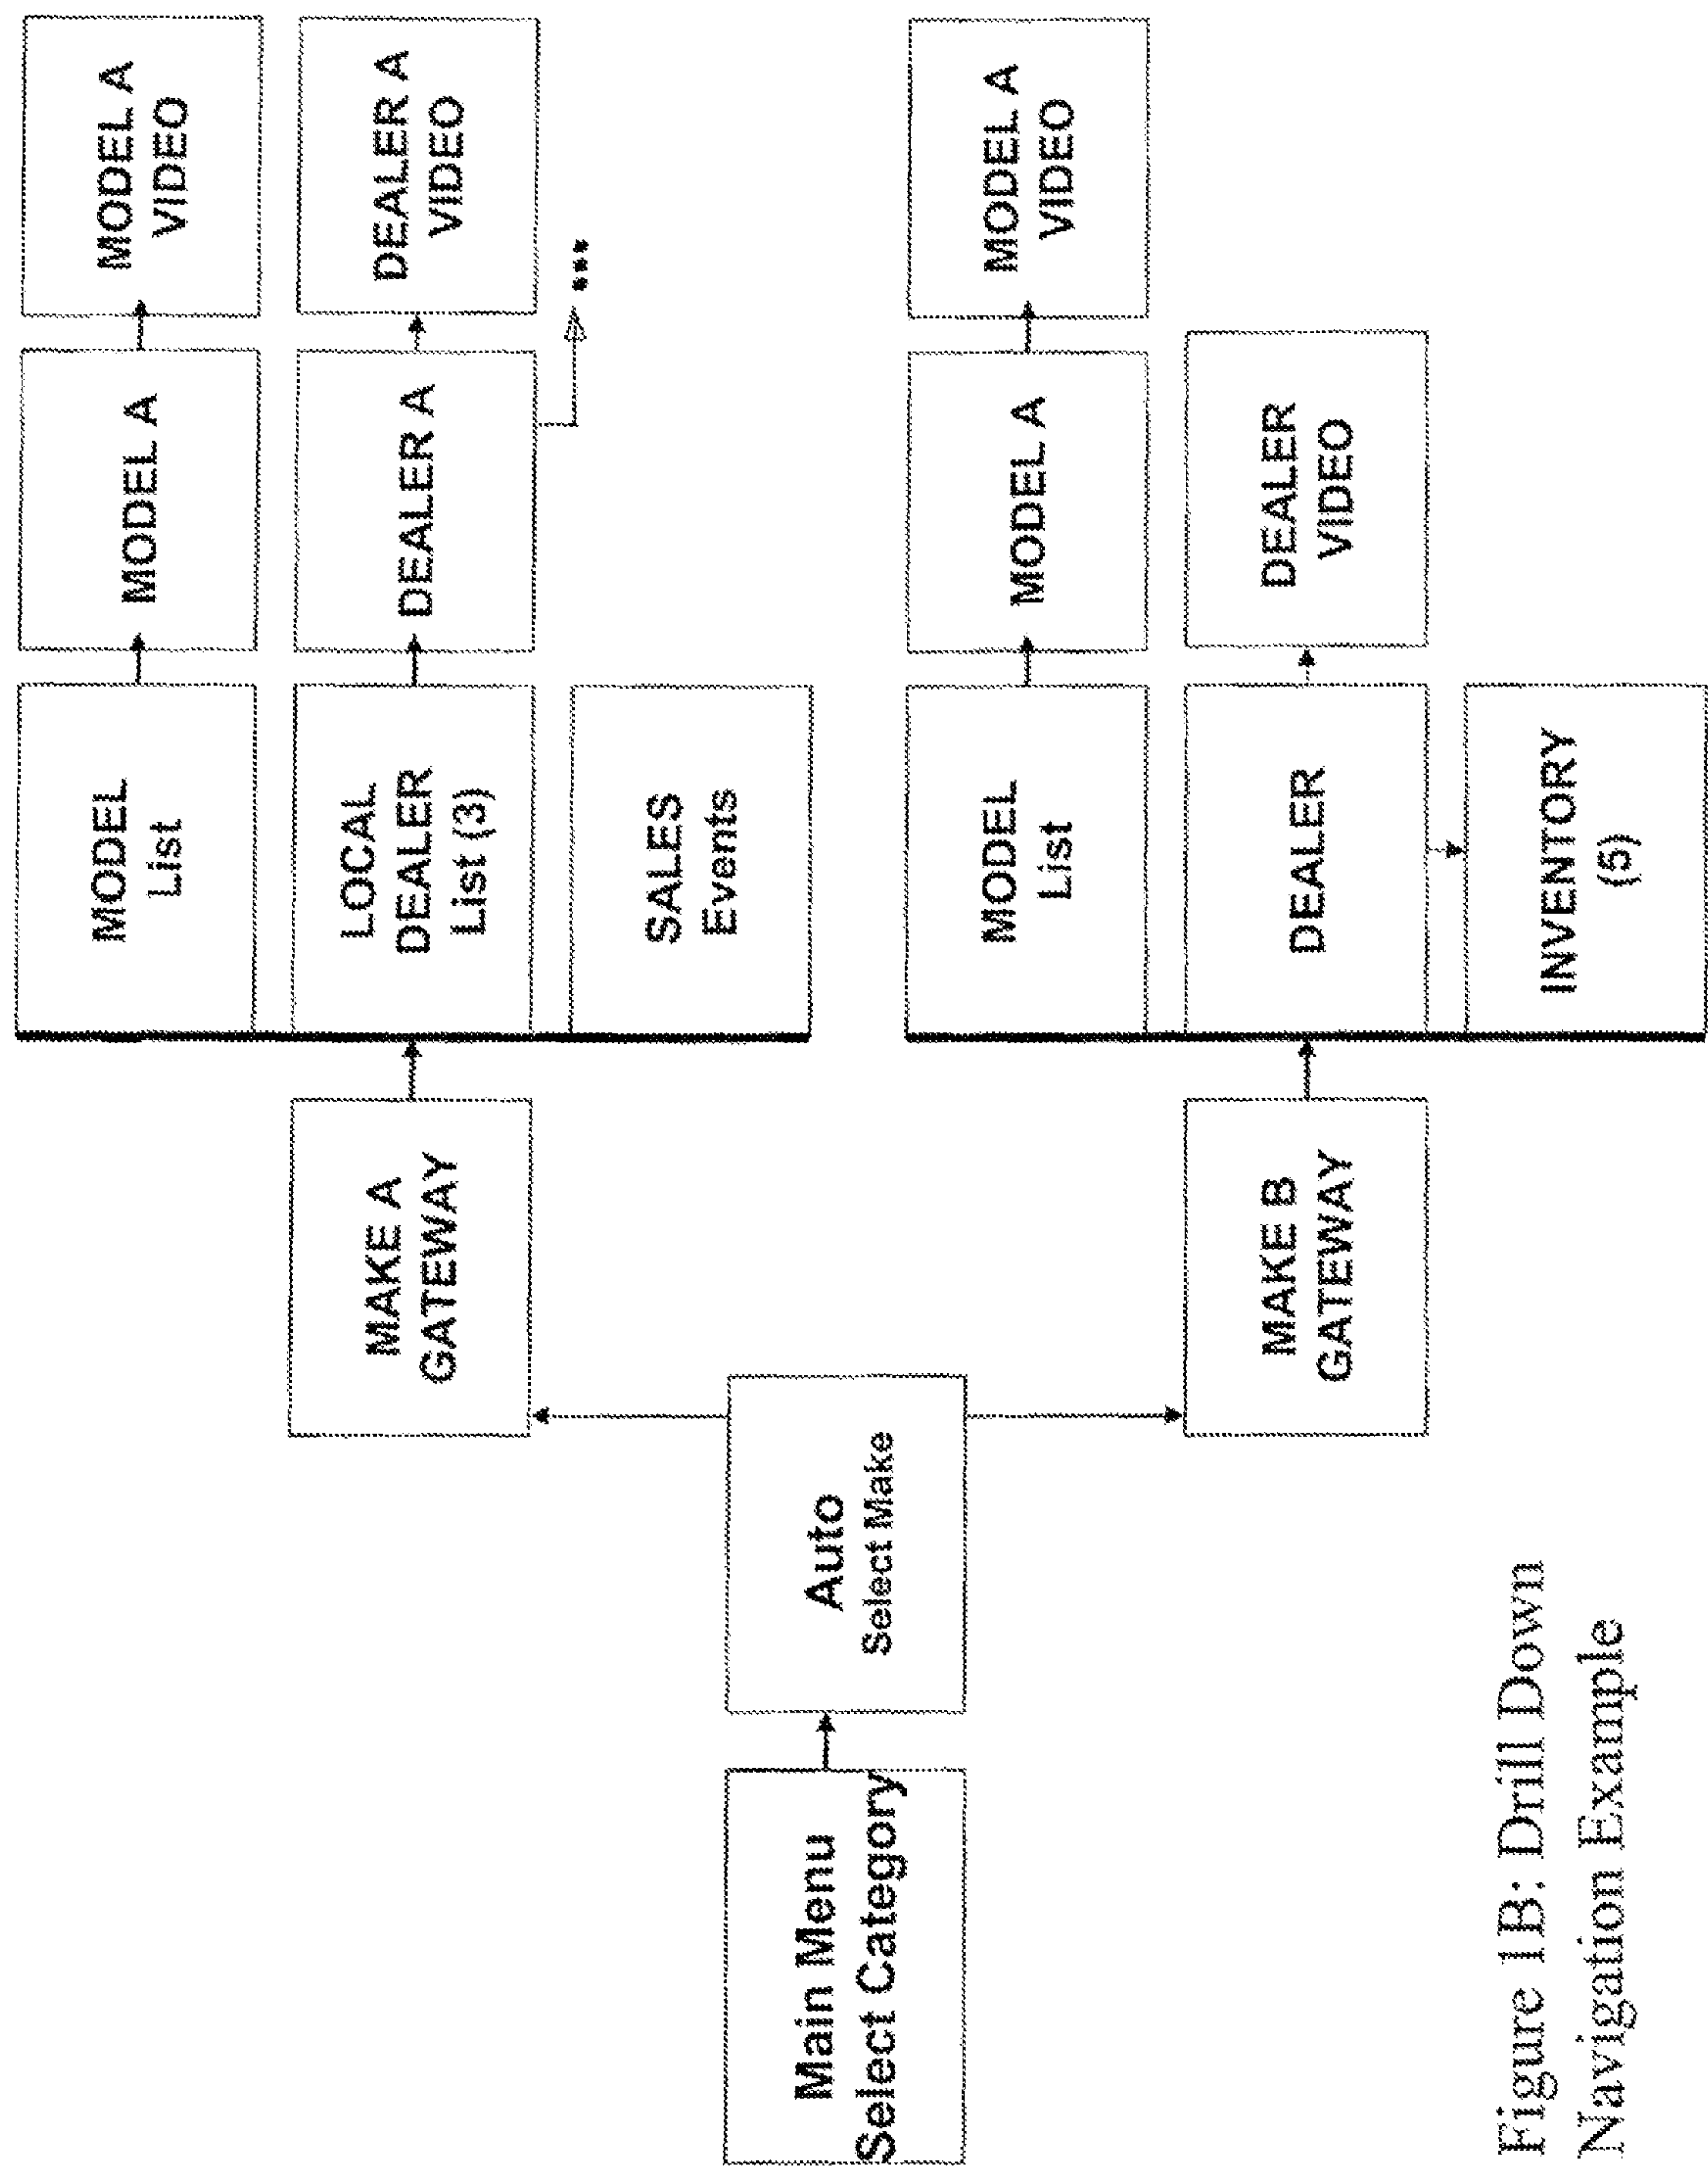 MODEL A
VIDEO
MODEL A
MODEL
List
DEALER A
VIDEO
DEALER A
LOCAL
DEALER
List (3)
SALES
Events
MAKE A
GATEWAY
Auto
Select Make
Main Menu
Select Category
MODEL A
VIDEO
MODEL A
MODEL
List
DEALER
VIDEO
DEALER
INVENTORY
(5)
MAKE B
GATEWAY
Figure 1B: Drill Down
Navigation Example